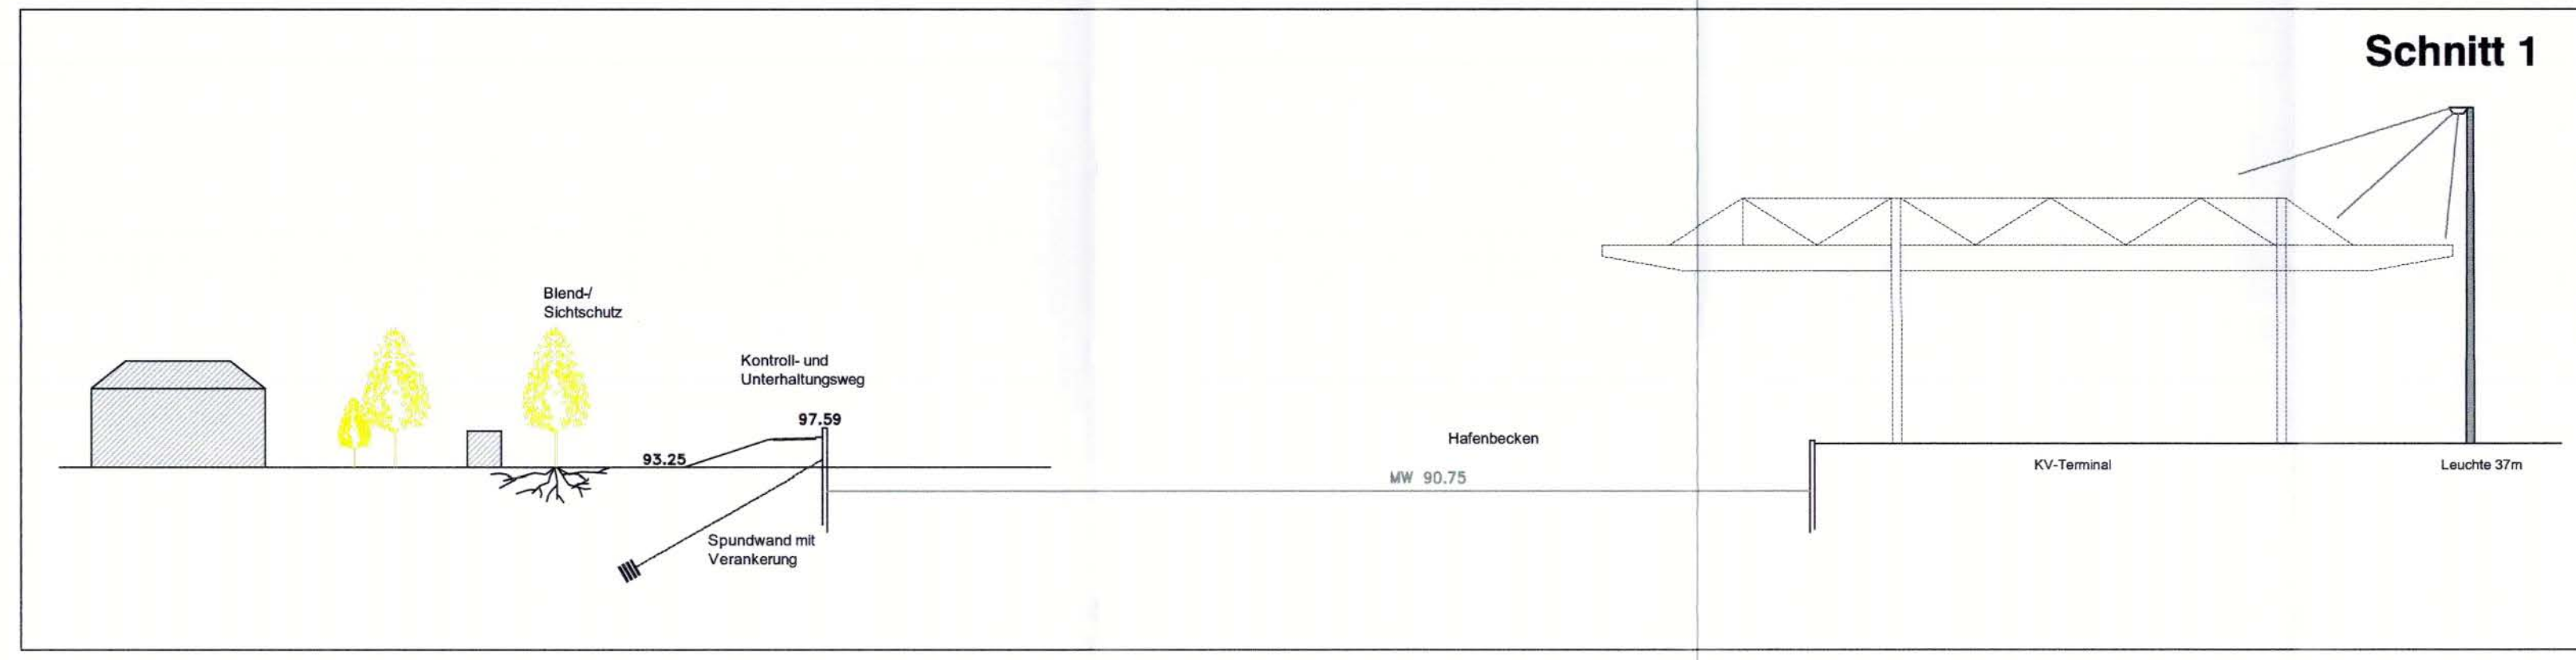 Schnitt 1
Blend-/
Sichtschutz
Kontroll- und
Unterhaltungsweg
97.59
93.25
Hafenbecken
MW 90.75
KV-Terminal
Leuchte 37m
Spundwand mit
Verankerung